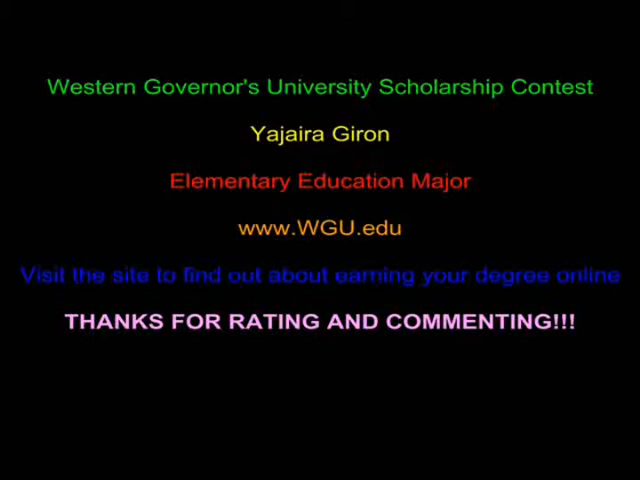 Western Governor's University Scholarship Contest
Yajaira Giron
Elementary Education Major
www.WGU.edu
Visit the site to find out about earning your degree online
THANKS FOR RATING AND COMMENTING!!!